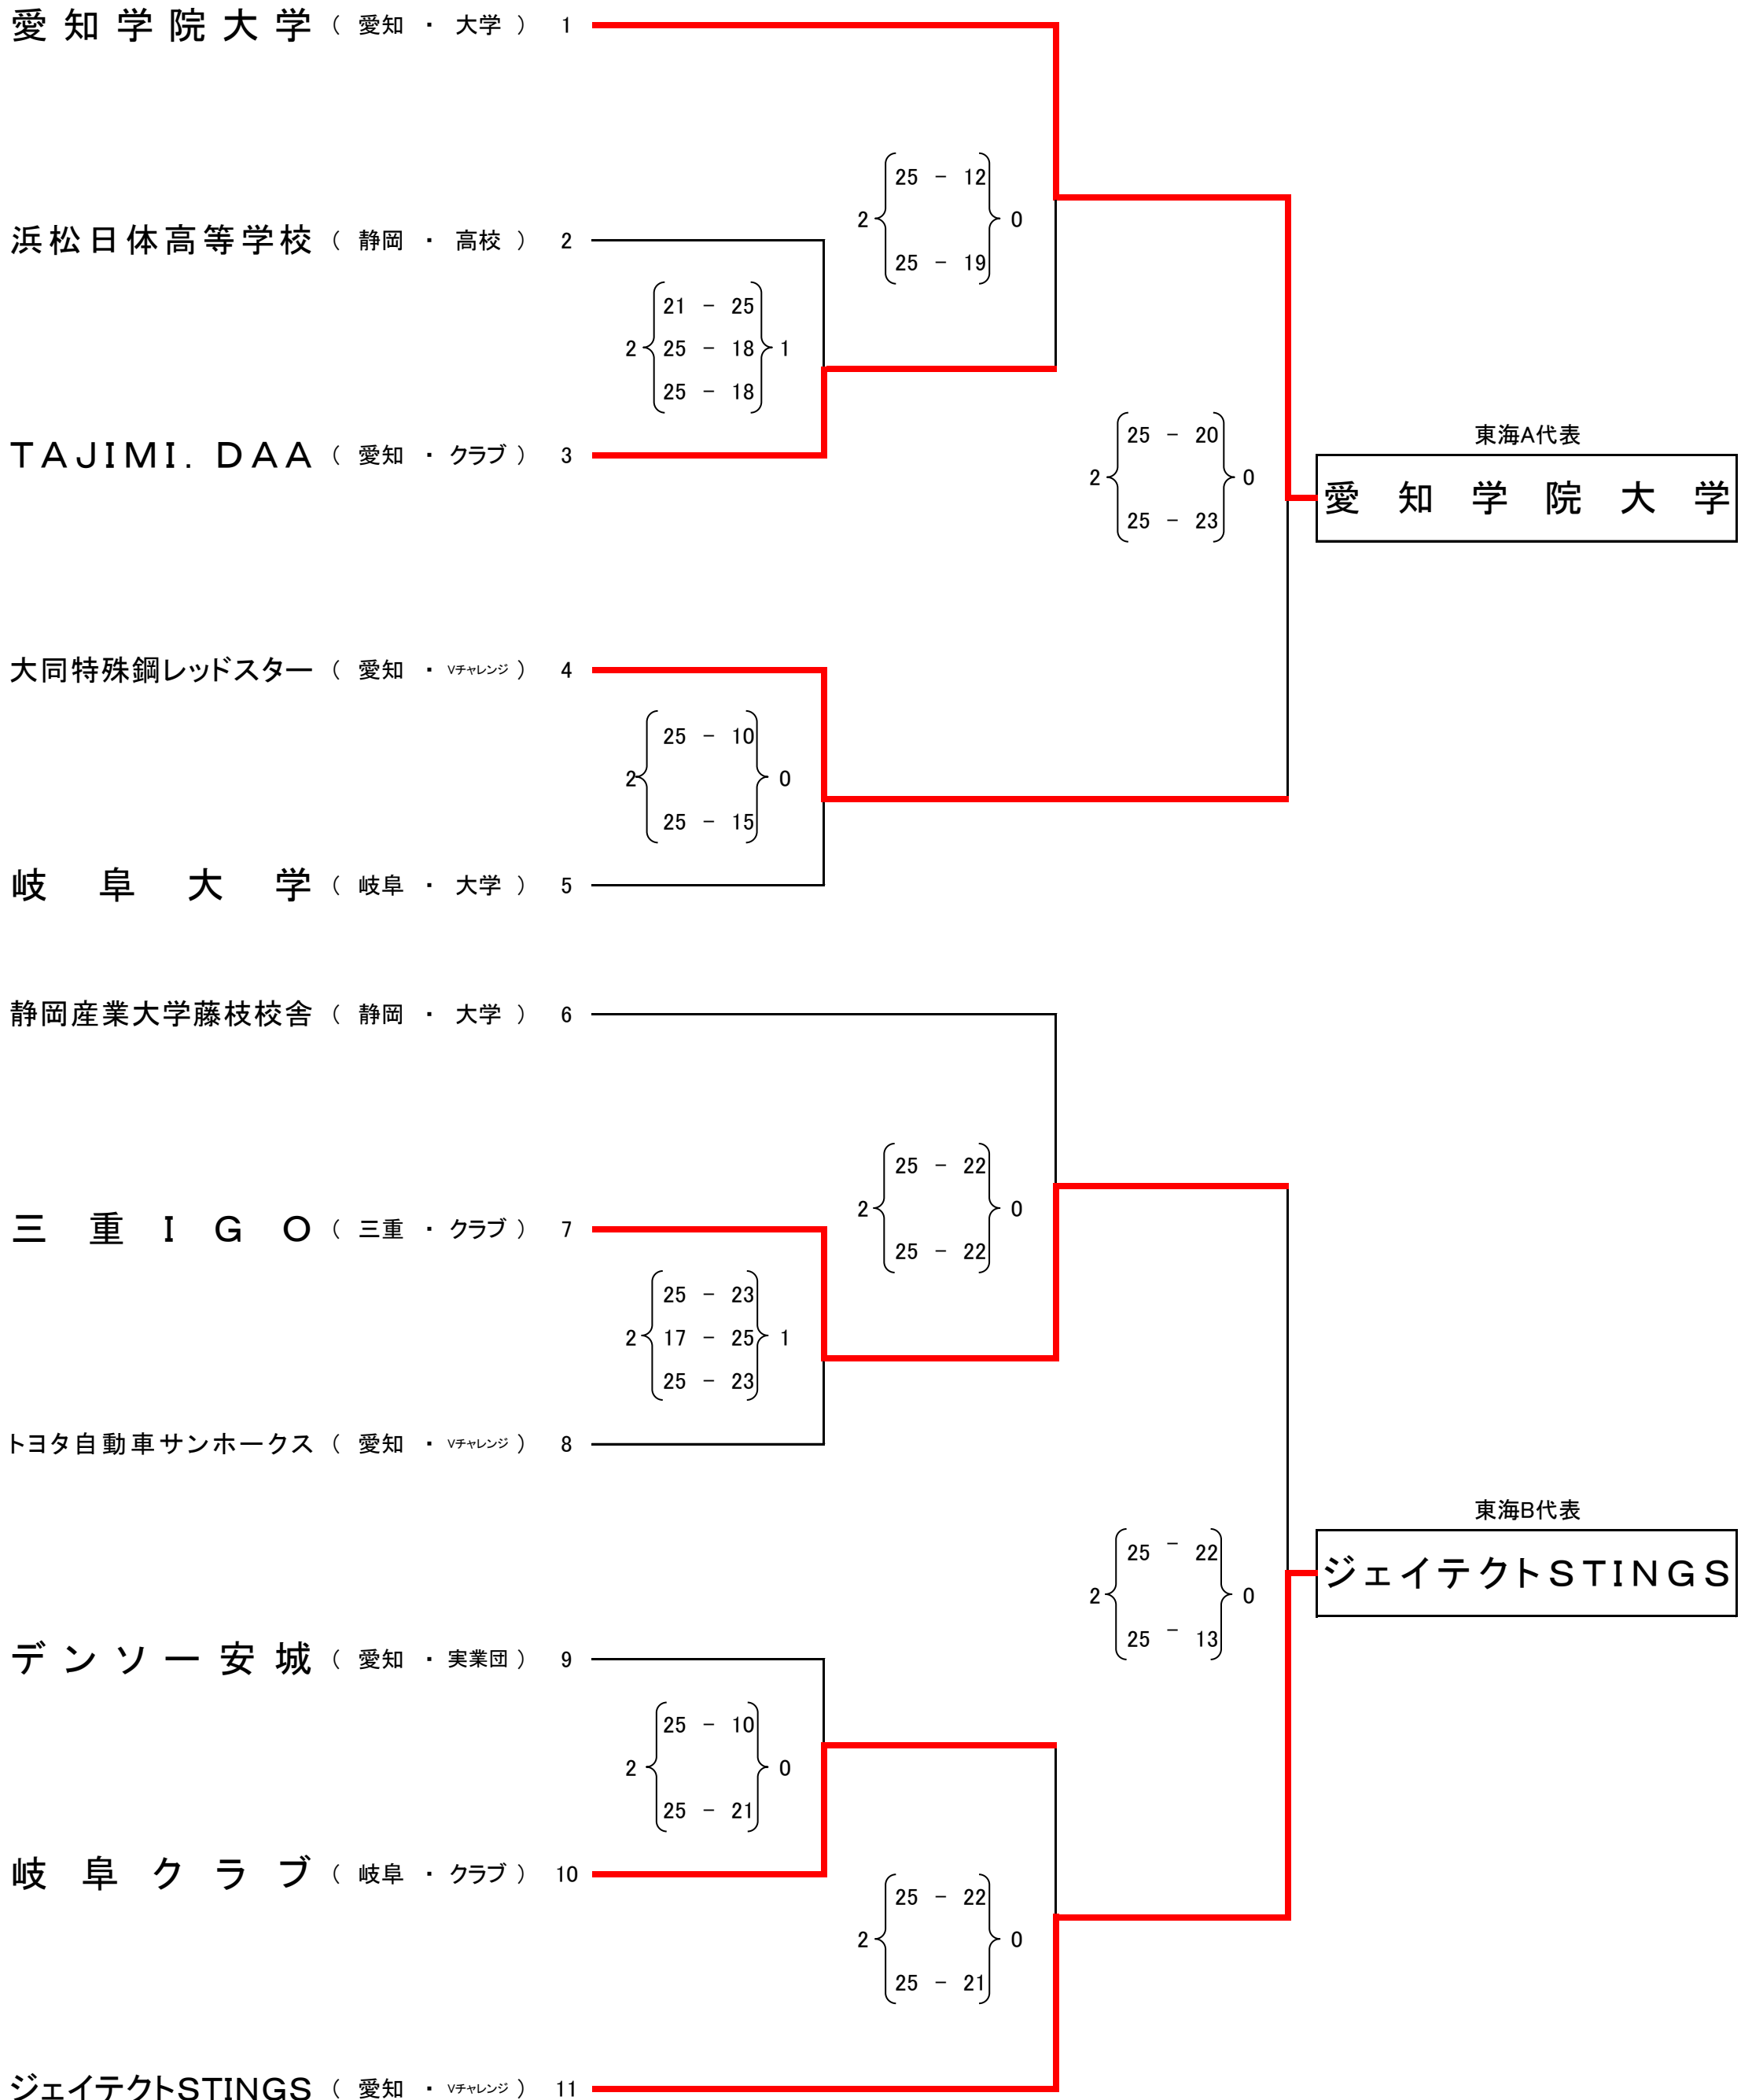 愛知学院大学 ( 愛知 ・ 大学 ) 1
25 - 12
2 0
25 - 19
浜松日体高等学校 ( 静岡 ・ 高校 ) 2
21 - 25
2 25 - 18 1
25 - 18
TAJIMI. DAA ( 愛知 ・ クラブ ) 3
25 - 20
2 0
25 - 23
東海A代表
愛知学院大学
大同特殊鋼レッドスター ( 愛知 ・ Vチャレンジ ) 4
25 - 10
2 0
25 - 15
岐阜大学 ( 岐阜 ・ 大学 ) 5
静岡産業大学藤枝校舎 ( 静岡 ・ 大学 ) 6
25 - 22
2 0
25 - 22
三重IGO ( 三重 ・ クラブ ) 7
25 - 23
2 17 - 25 1
25 - 23
トヨタ自動車サンホークス ( 愛知 ・ Vチャレンジ ) 8
東海B代表
ジェイテクトSTINGS
25 - 22
2 0
25 - 13
デンソー安城 ( 愛知 ・ 実業団 ) 9
25 - 10
2 0
25 - 21
岐阜クラブ ( 岐阜 ・ クラブ ) 10
25 - 22
2 0
25 - 21
ジェイテクトSTINGS ( 愛知 ・ Vチャレンジ ) 11